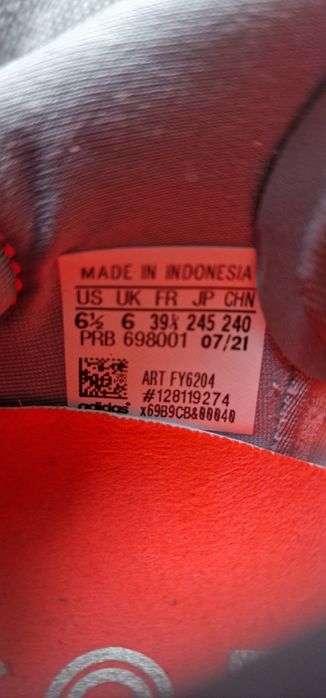 MADE IN INDONESIA
US UK FR JP CHN
6½ 6 39⅓ 245 240
PRB 698001 07/21
ART FY6204
#128119274
adidas x69B9CB&00040